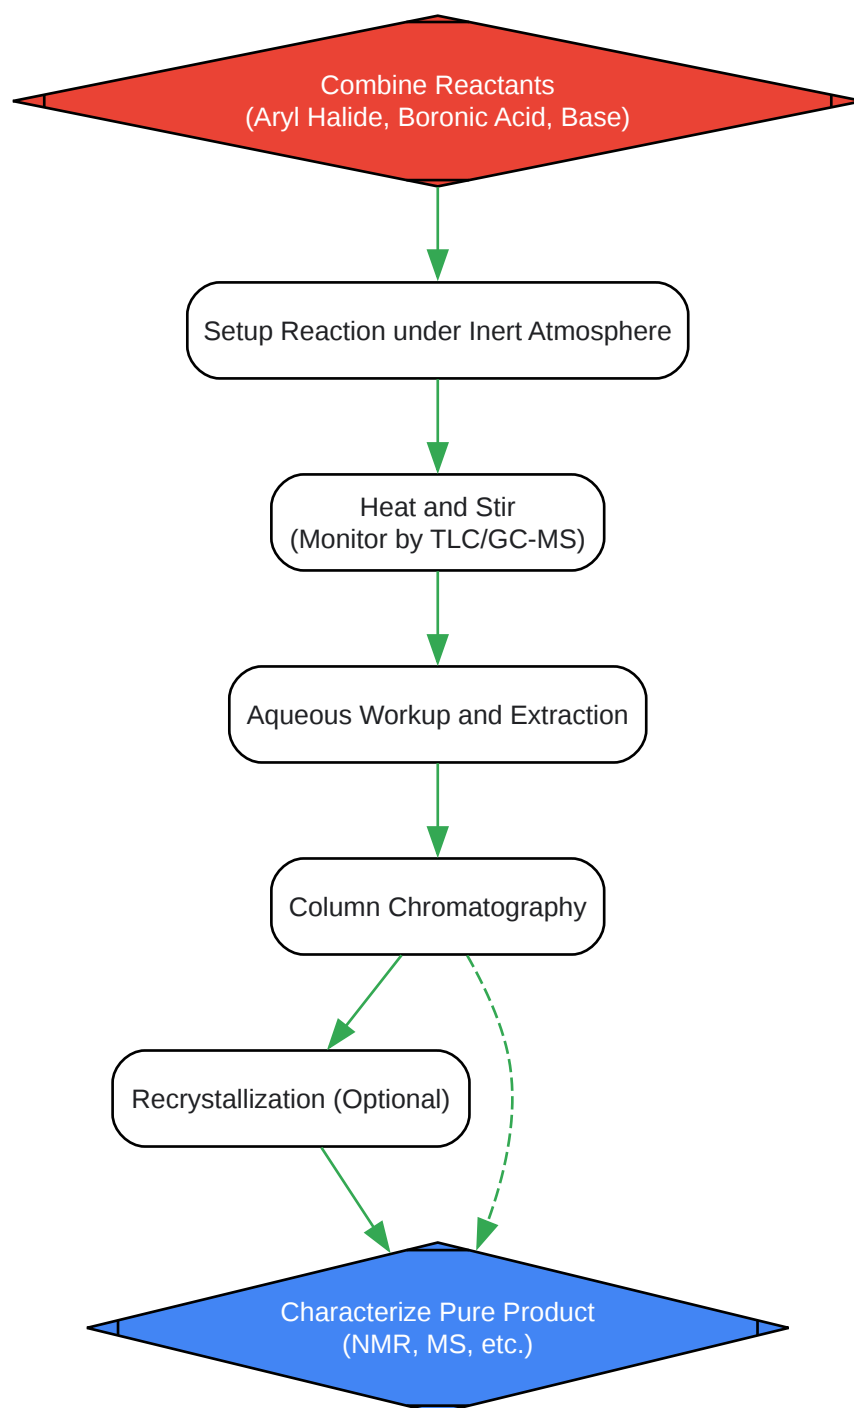 Combine Reactants
(Aryl Halide, Boronic Acid, Base)
Setup Reaction under Inert Atmosphere
Heat and Stir
(Monitor by TLC/GC-MS)
Aqueous Workup and Extraction
Column Chromatography
Recrystallization (Optional)
Characterize Pure Product
(NMR, MS, etc.)